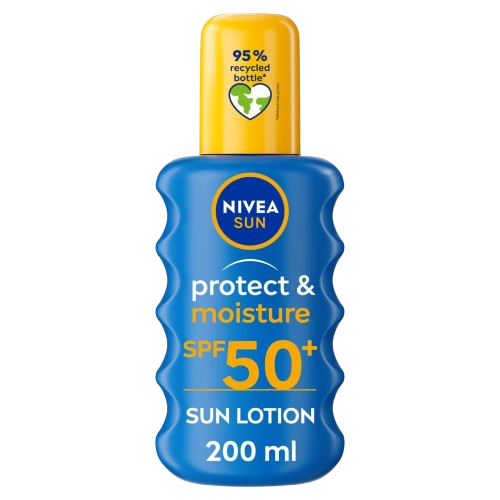 95%
recycled
bottle*
NIVEA
SUN
protect &
moisture
SPF50+
SUN LOTION
200 ml